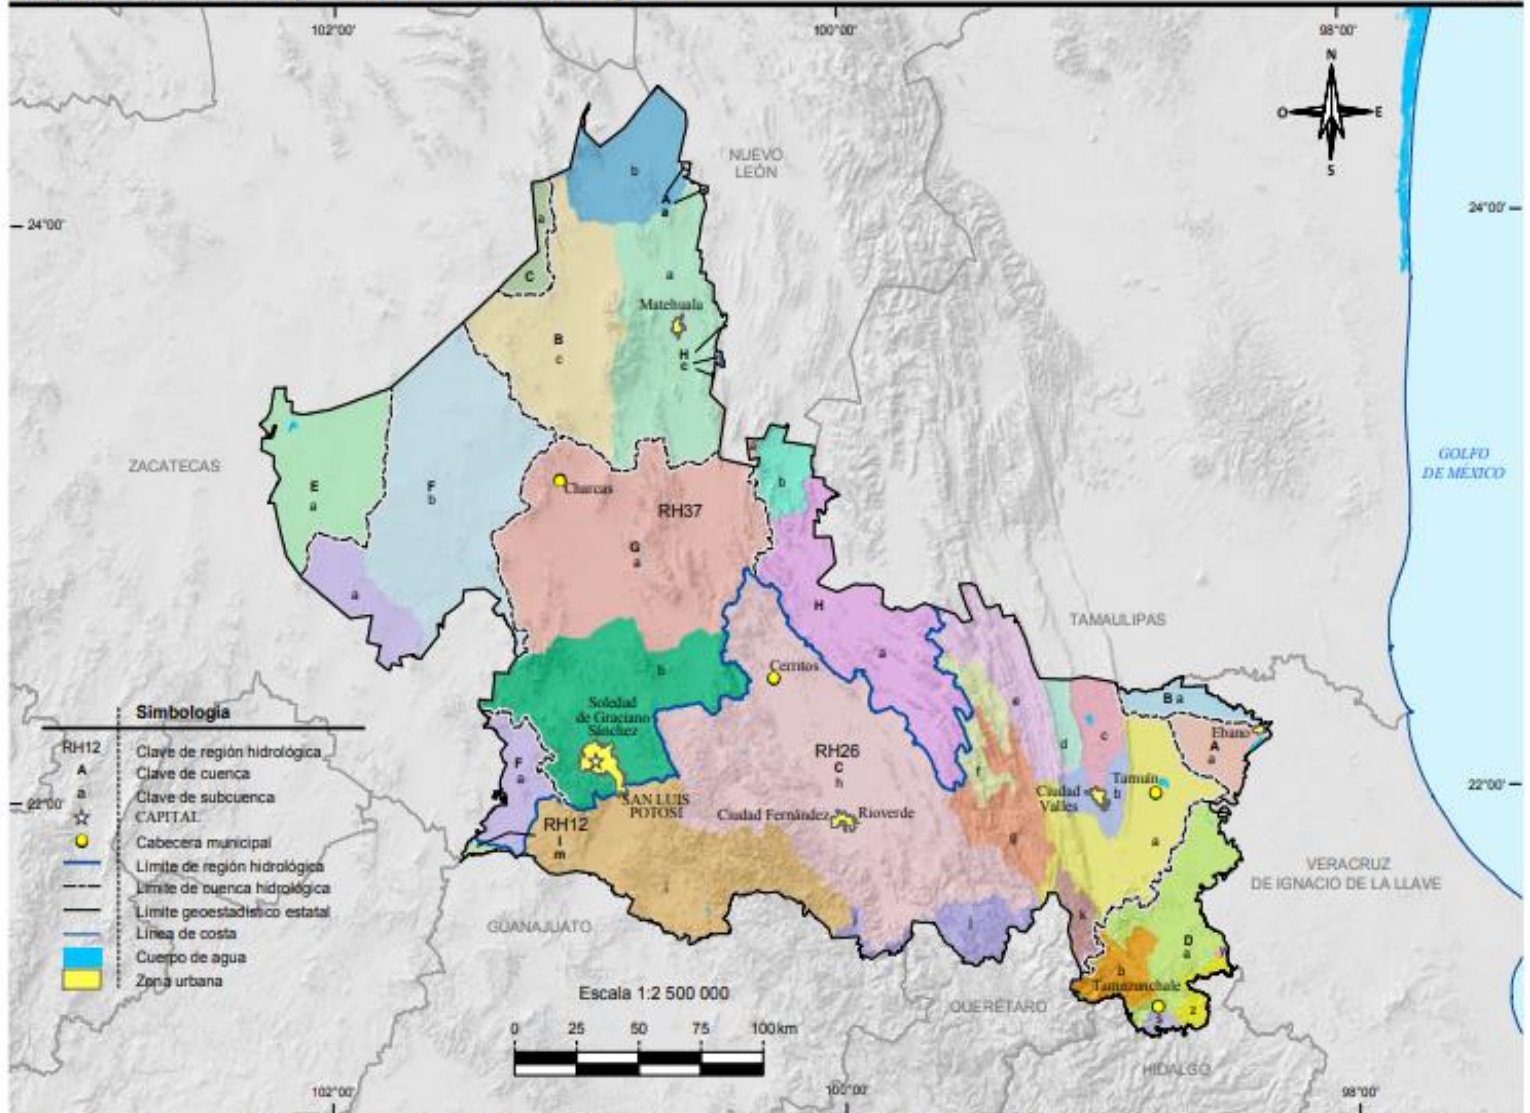 102°00'
100°00'
98°00'
N
O
E
S
NUEVO
LEÓN
b
A
a
24°00'
24°00'
a
C
a
Matehuala
B
c
H
c
ZACATECAS
GOLFO
DE MÉXICO
E
a
F
b
b
Charcas
RH37
G
a
a
H
a
TAMAULIPAS
b
Cerritos
e
B a
Soledad
de Graciano
Sánchez
d
c
Ebano
A
a
F
a
RH26
C
h
f
Tamuín
Ciudad
Valles
b
22°00'
22°00'
SAN LUIS
POTOSÍ
Ciudad Fernández
Rioverde
RH12
I
m
g
a
VERACRUZ
DE IGNACIO DE LA LLAVE
i
j
GUANAJUATO
k
D
a
b
Tamazunchale
z
QUERÉTARO
HIDALGO
Simbología
RH12 Clave de región hidrológica
A Clave de cuenca
a Clave de subcuenca
CAPITAL
Cabecera municipal
Límite de región hidrológica
Límite de cuenca hidrológica
Límite geoestadístico estatal
Línea de costa
Cuerpo de agua
Zona urbana
Escala 1:2 500 000
0 25 50 75 100 km
102°00'
100°00'
98°00'